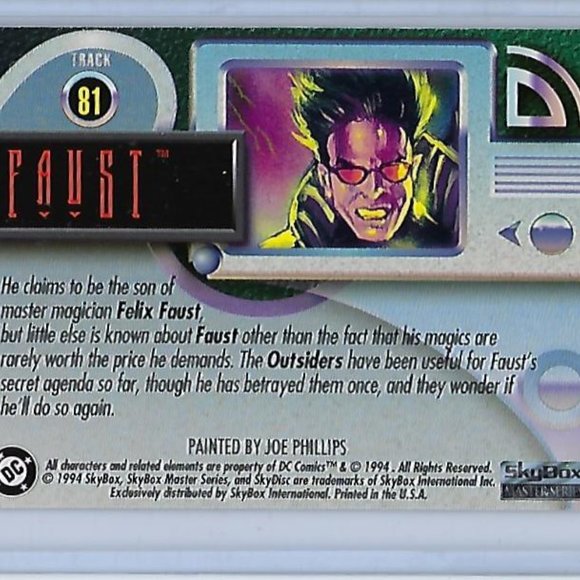 TRACK
81
FAUST™
He claims to be the son of
master magician Felix Faust,
but little else is known about Faust other than the fact that his magics are
rarely worth the price he demands. The Outsiders have been useful for Faust's
secret agenda so far, though he has betrayed them once, and they wonder if
he'll do so again.
PAINTED BY JOE PHILLIPS
All characters and related elements are property of DC Comics™ & © 1994. All Rights Reserved.
© 1994 SkyBox, SkyBox Master Series, and SkyDisc are trademarks of SkyBox International Inc.
Exclusively distributed by SkyBox International. Printed in the U.S.A.
DC
SkyBox
MASTER SERIES